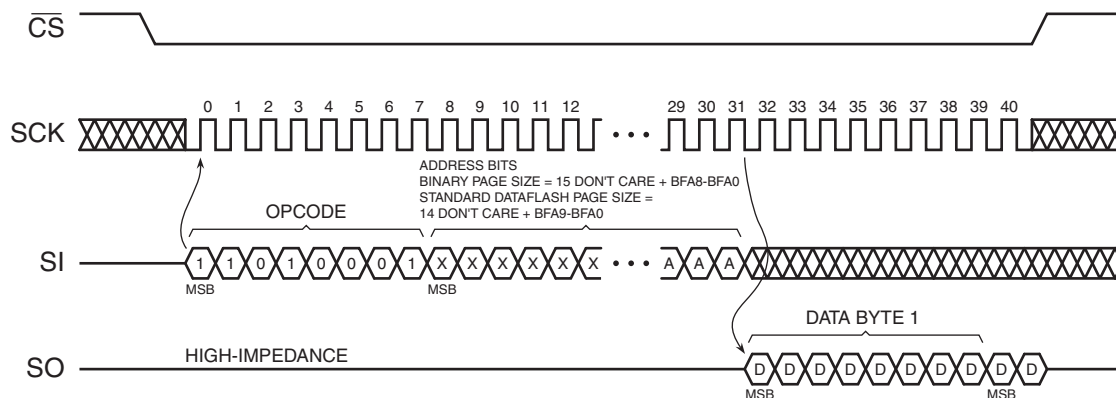 CS
0 1 2 3 4 5 6 7 8 9 10 11 12 29 30 31 32 33 34 35 36 37 38 39 40
SCK
ADDRESS BITS
BINARY PAGE SIZE = 15 DON'T CARE + BFA8-BFA0
STANDARD DATAFLASH PAGE SIZE =
14 DON'T CARE + BFA9-BFA0
OPCODE
SI 1 1 0 1 0 0 0 1 X X X X X X A A A
MSB MSB
DATA BYTE 1
HIGH-IMPEDANCE
SO D D D D D D D D D D
MSB MSB